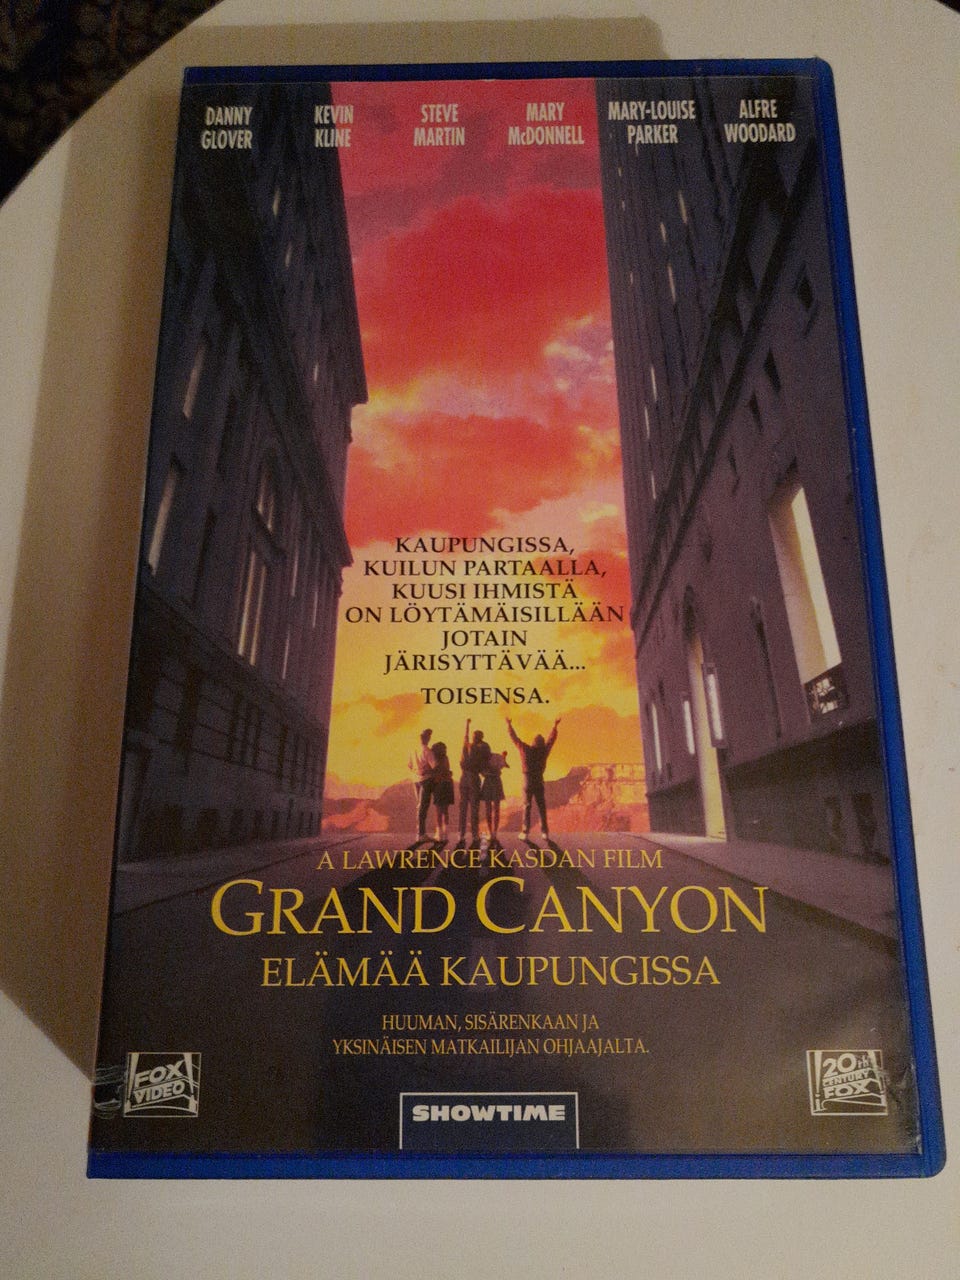 DANNY GLOVER
KEVIN KLINE
STEVE MARTIN
MARY McDONNELL
MARY-LOUISE PARKER
ALFRE WOODARD
KAUPUNGISSA,
KUILUN PARTAALLA,
KUUSI IHMISTÄ
ON LÖYTÄMÄISILLÄÄN
JOTAIN
JÄRISYTTÄVÄÄ...
TOISENSA.
A LAWRENCE KASDAN FILM
GRAND CANYON
ELÄMÄÄ KAUPUNGISSA
HUUMAN, SISÄRENKAAN JA
YKSINÄISEN MATKAILIJAN OHJAAJALTA.
FOX
VIDEO
SHOWTIME
20th
CENTURY
FOX